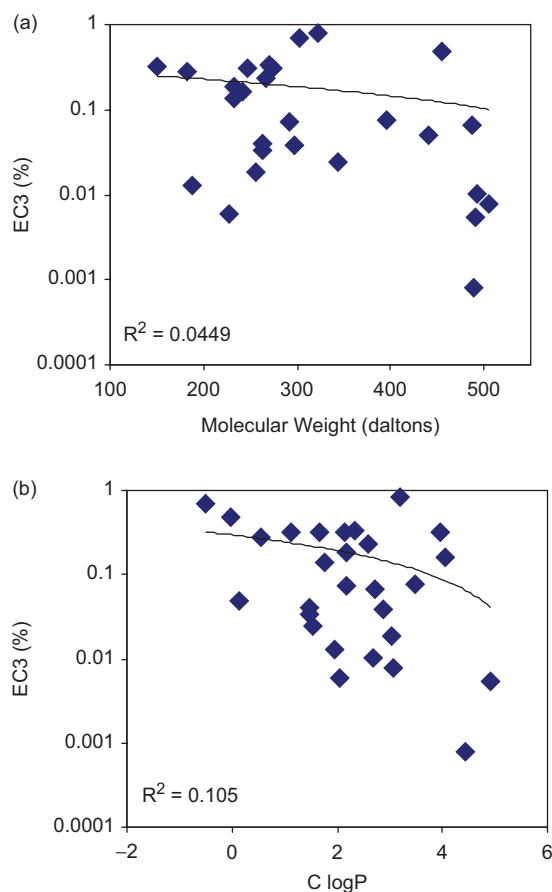 (a)
1
0.1
0.01
0.001
0.0001
EC3 (%)
R² = 0.0449
100 200 300 400 500
Molecular Weight (daltons)
(b)
1
0.1
0.01
0.001
0.0001
EC3 (%)
R² = 0.105
−2 0 2 4 6
C logP